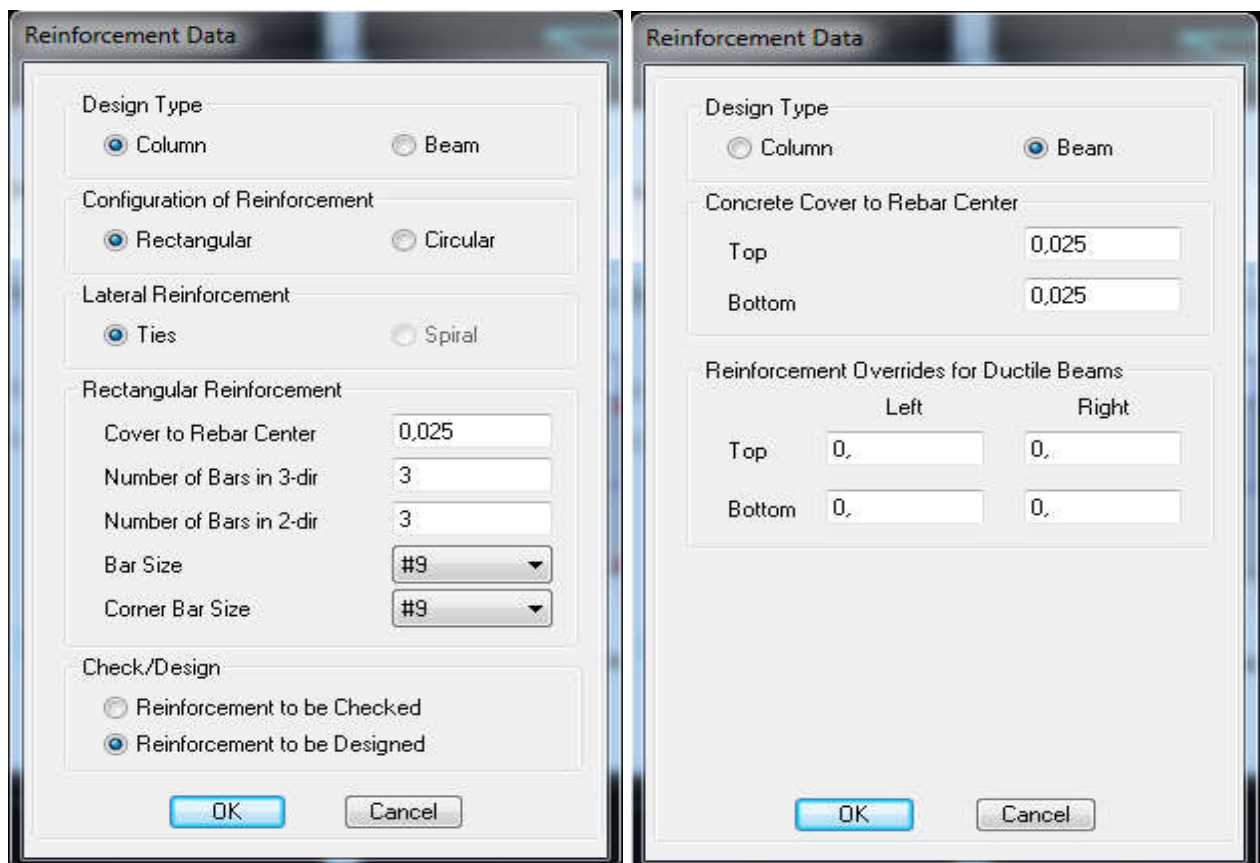 Reinforcement Data
Design Type
Column Beam
Configuration of Reinforcement
Rectangular Circular
Lateral Reinforcement
Ties Spiral
Rectangular Reinforcement
Cover to Rebar Center 0,025
Number of Bars in 3-dir 3
Number of Bars in 2-dir 3
Bar Size #9
Corner Bar Size #9
Check/Design
Reinforcement to be Checked
Reinforcement to be Designed
OK Cancel
Reinforcement Data
Design Type
Column Beam
Concrete Cover to Rebar Center
Top 0,025
Bottom 0,025
Reinforcement Overrides for Ductile Beams
Left Right
Top 0, 0,
Bottom 0, 0,
OK Cancel